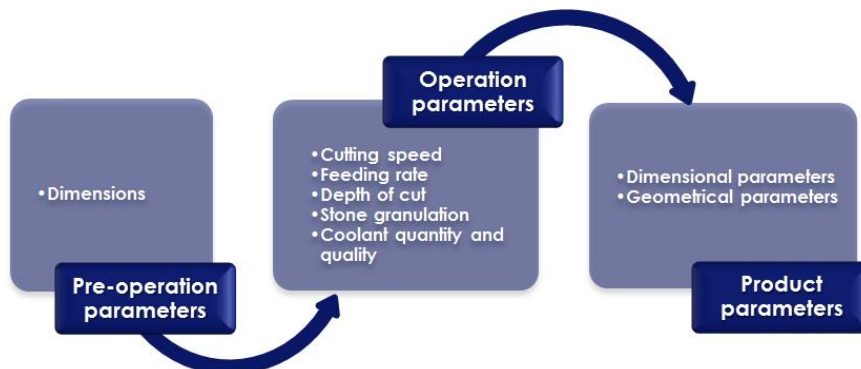 •Dimensions
Pre-operation
parameters
Operation
parameters
•Cutting speed
•Feeding rate
•Depth of cut
•Stone granulation
•Coolant quantity and
quality
•Dimensional parameters
•Geometrical parameters
Product
parameters